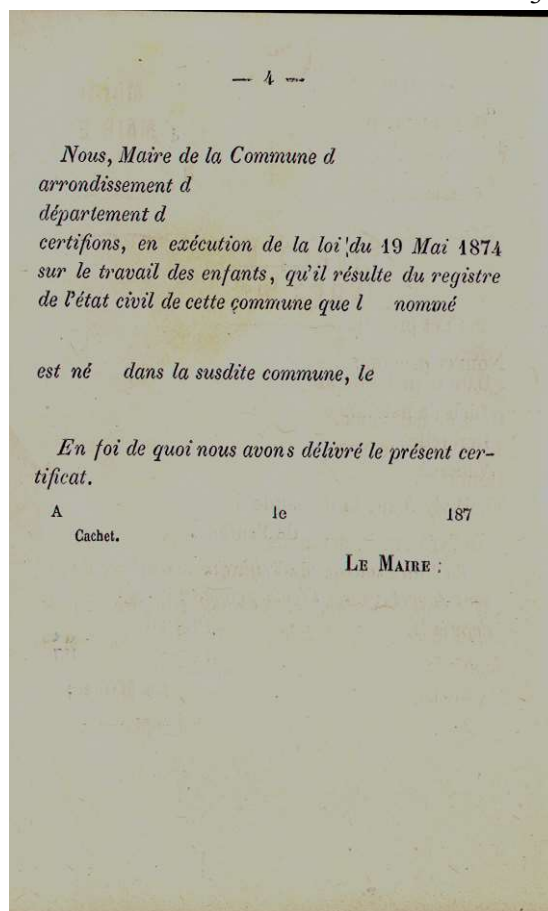 — 4 —
Nous, Maire de la Commune d
arrondissement d
département d
certifions, en exécution de la loi du 19 Mai 1874
sur le travail des enfants, qu'il résulte du registre
de l'état civil de cette commune que l nommé
est né dans la susdite commune, le
En foi de quoi nous avons délivré le présent cer-
tificat.
A le 187
Cachet.
LE MAIRE :